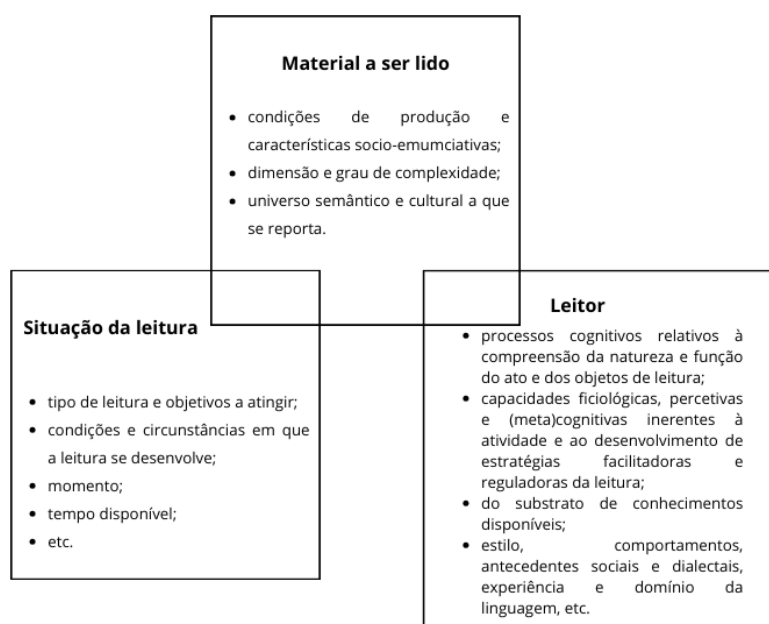 Material a ser lido
• condições de produção e
características socio-emumciativas;
• dimensão e grau de complexidade;
• universo semântico e cultural a que
se reporta.
Situação da leitura
• tipo de leitura e objetivos a atingir;
• condições e circunstâncias em que
a leitura se desenvolve;
• momento;
• tempo disponível;
• etc.
Leitor
• processos cognitivos relativos à
compreensão da natureza e função
do ato e dos objetos de leitura;
• capacidades ficiológicas, percetivas
e (meta)cognitivas inerentes à
atividade e ao desenvolvimento de
estratégias facilitadoras e
reguladoras da leitura;
• do substrato de conhecimentos
disponíveis;
• estilo, comportamentos,
antecedentes sociais e dialectais,
experiência e domínio da
linguagem, etc.